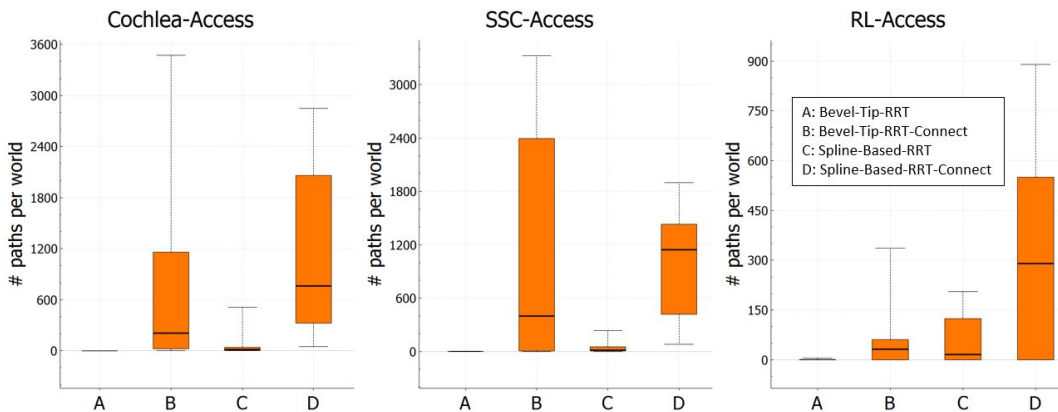 Cochlea-Access
# paths per world
3600
3000
2400
1800
1200
600
0
A B C D
SSC-Access
# paths per world
3000
2400
1800
1200
600
0
A B C D
RL-Access
# paths per world
900
750
600
450
300
150
0
A: Bevel-Tip-RRT
B: Bevel-Tip-RRT-Connect
C: Spline-Based-RRT
D: Spline-Based-RRT-Connect
A B C D